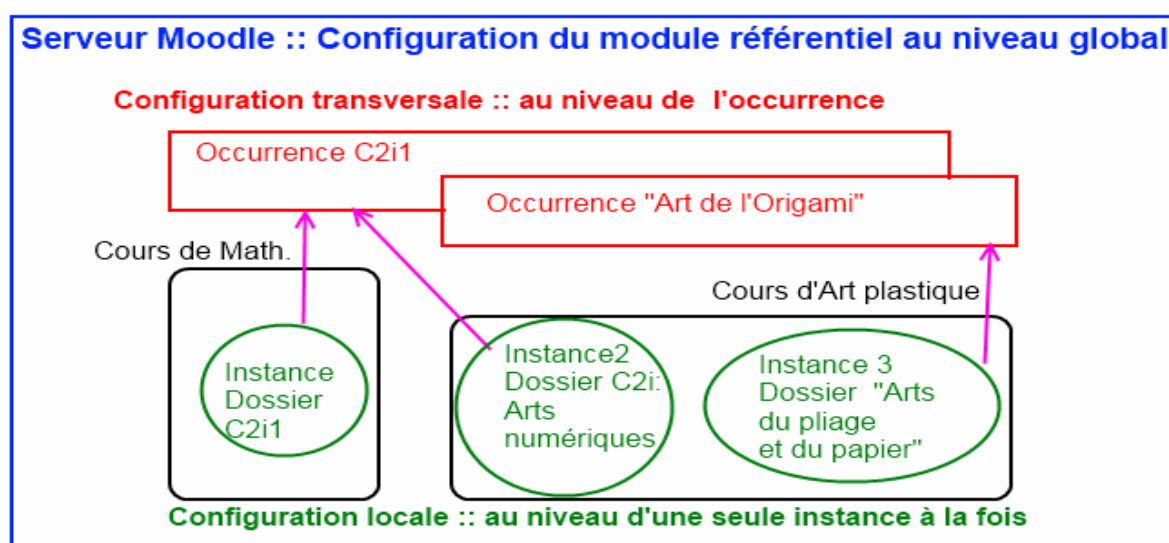 Serveur Moodle :: Configuration du module référentiel au niveau global
Configuration transversale :: au niveau de l'occurrence
Occurrence C2i1
Occurrence "Art de l'Origami"
Cours de Math.
Cours d'Art plastique
Instance
Dossier
C2i1
Instance2
Dossier C2i:
Arts
numériques
Instance 3
Dossier "Arts
du pliage
et du papier"
Configuration locale :: au niveau d'une seule instance à la fois